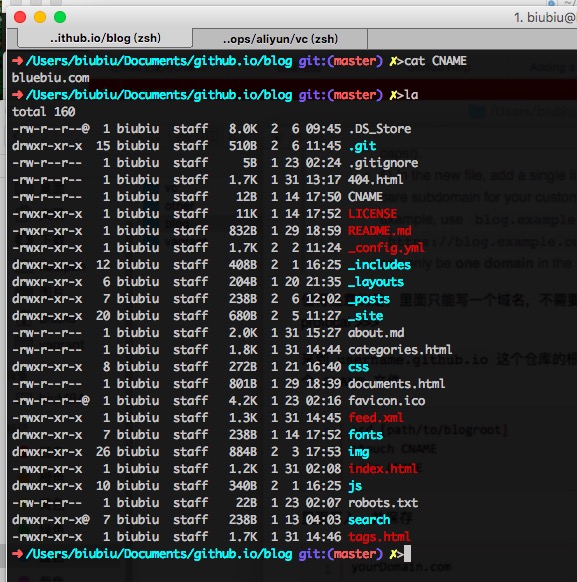 1. biubiu@
..ithub.io/blog (zsh) ..ops/aliyun/vc (zsh)
➜ /Users/biubiu/Documents/github.io/blog git:(master) ✗>cat CNAME
bluebiu.com
➜ /Users/biubiu/Documents/github.io/blog git:(master) ✗>la
total 160
-rw-r--r--@ 1 biubiu staff 8.0K 2 6 09:45 .DS_Store
drwxr-xr-x 15 biubiu staff 510B 2 6 11:45 .git
-rw-r--r-- 1 biubiu staff 5B 1 23 02:24 .gitignore
-rw-r--r-- 1 biubiu staff 1.7K 1 31 13:17 404.html
-rw-r--r-- 1 biubiu staff 12B 1 14 17:50 CNAME
-rwxr-xr-x 1 biubiu staff 11K 1 14 17:52 LICENSE
-rwxr-xr-x 1 biubiu staff 832B 1 29 18:59 README.md
-rwxr-xr-x 1 biubiu staff 1.7K 2 2 11:24 _config.yml
drwxr-xr-x 12 biubiu staff 408B 2 1 16:25 _includes
drwxr-xr-x 6 biubiu staff 204B 1 20 21:35 _layouts
drwxr-xr-x 7 biubiu staff 238B 2 6 12:02 _posts
drwxr-xr-x 20 biubiu staff 680B 2 5 11:27 _site
-rw-r--r-- 1 biubiu staff 2.0K 1 31 15:27 about.md
-rw-r--r-- 1 biubiu staff 1.8K 1 31 14:44 categories.html
drwxr-xr-x 8 biubiu staff 272B 1 21 16:40 css
-rw-r--r-- 1 biubiu staff 801B 1 29 18:39 documents.html
-rw-r--r--@ 1 biubiu staff 4.2K 1 23 02:16 favicon.ico
-rwxr-xr-x 1 biubiu staff 1.3K 1 31 14:45 feed.xml
drwxr-xr-x 7 biubiu staff 238B 1 14 17:52 fonts
drwxr-xr-x 26 biubiu staff 884B 2 3 17:53 img
-rwxr-xr-x 1 biubiu staff 1.2K 1 31 02:08 index.html
drwxr-xr-x 10 biubiu staff 340B 2 1 16:25 js
-rw-r--r-- 1 biubiu staff 22B 1 23 02:07 robots.txt
drwxr-xr-x@ 7 biubiu staff 238B 1 13 04:03 search
-rwxr-xr-x 1 biubiu staff 1.7K 1 31 14:46 tags.html
➜ /Users/biubiu/Documents/github.io/blog git:(master) ✗>
yourDomain.com